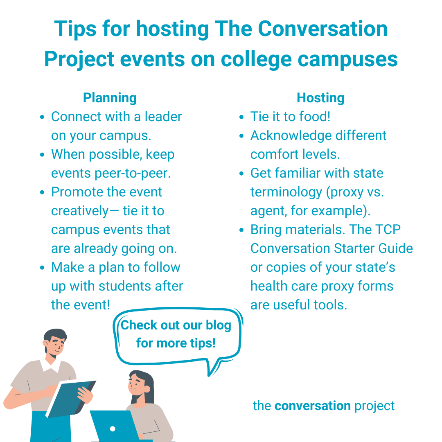 Tips for hosting The Conversation
Project events on college campuses
Planning
• Connect with a leader
on your campus.
• When possible, keep
events peer-to-peer.
• Promote the event
creatively— tie it to
campus events that
are already going on.
• Make a plan to follow
up with students after
the event!
Hosting
• Tie it to food!
• Acknowledge different
comfort levels.
• Get familiar with state
terminology (proxy vs.
agent, for example).
• Bring materials. The TCP
Conversation Starter Guide
or copies of your state's
health care proxy forms
are useful tools.
Check out our blog
for more tips!
the conversation project